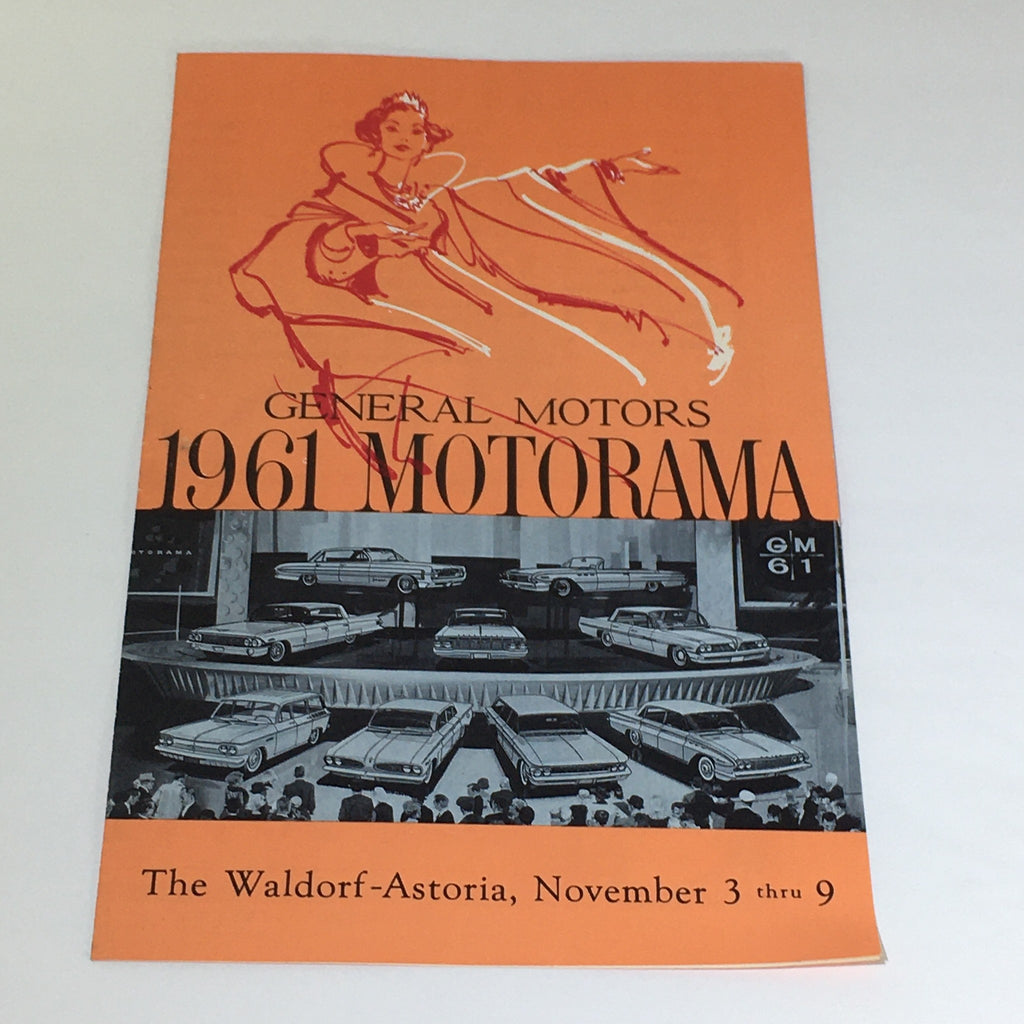 GENERAL MOTORS
1961 MOTORAMA
GM
61
The Waldorf-Astoria, November 3 thru 9